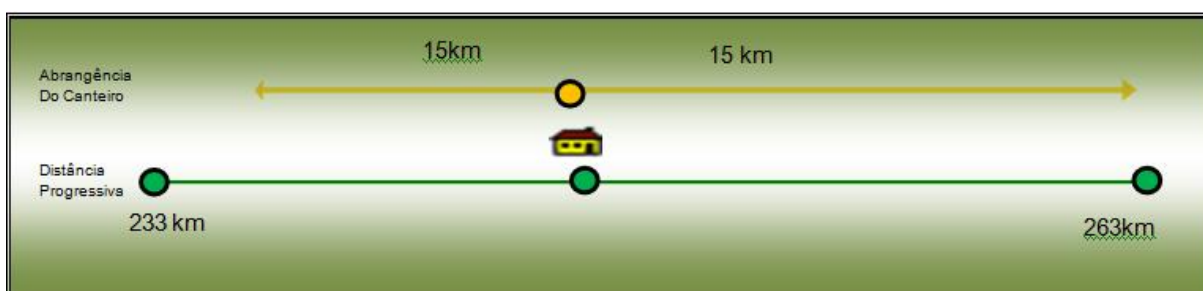 15km
15 km
Abrangência
Do Canteiro
Distância
Progressiva
233 km
263km